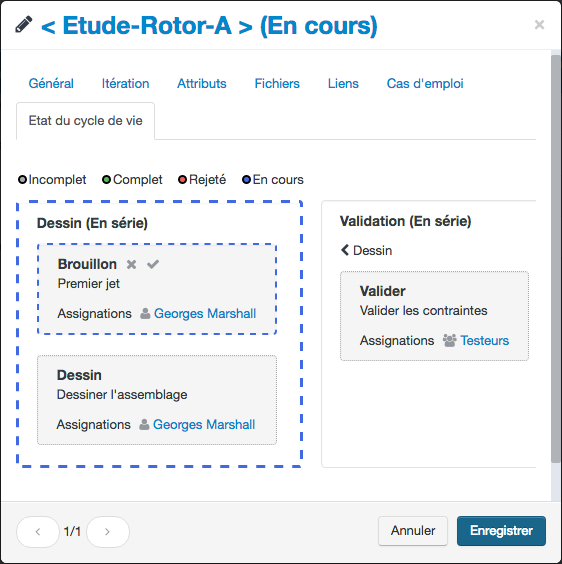 < Etude-Rotor-A > (En cours)
×
Général Itération Attributs Fichiers Liens Cas d'emploi
Etat du cycle de vie
Incomplet Complet Rejeté En cours
Dessin (En série)
Brouillon
Premier jet
Assignations Georges Marshall
Dessin
Dessiner l'assemblage
Assignations Georges Marshall
Validation (En série)
Dessin
Valider
Valider les contraintes
Assignations Testeurs
1/1
Annuler Enregistrer